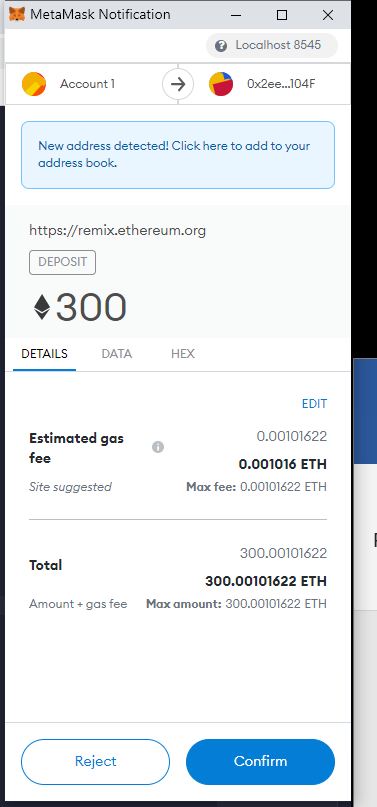 MetaMask Notification
Localhost 8545
Account 1
0x2ee...104F
New address detected! Click here to add to your
address book.
https://remix.ethereum.org
DEPOSIT
300
DETAILS DATA HEX
EDIT
Estimated gas
fee
0.00101622
0.001016 ETH
Site suggested
Max fee: 0.00101622 ETH
Total
300.00101622
300.00101622 ETH
Amount + gas fee
Max amount: 300.00101622 ETH
Reject
Confirm